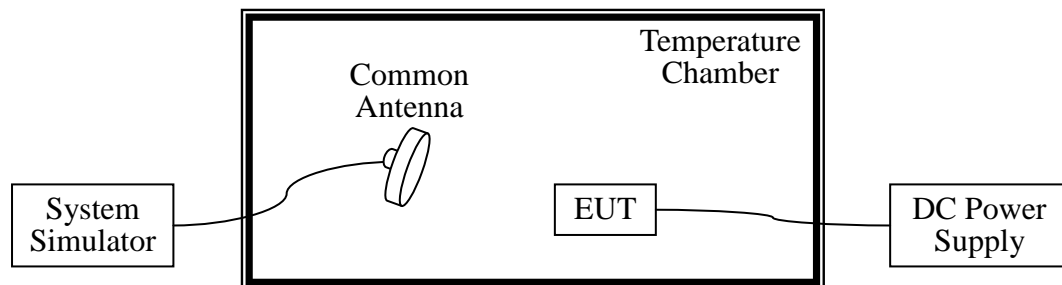 Temperature
Chamber
Common
Antenna
System
Simulator
EUT
DC Power
Supply